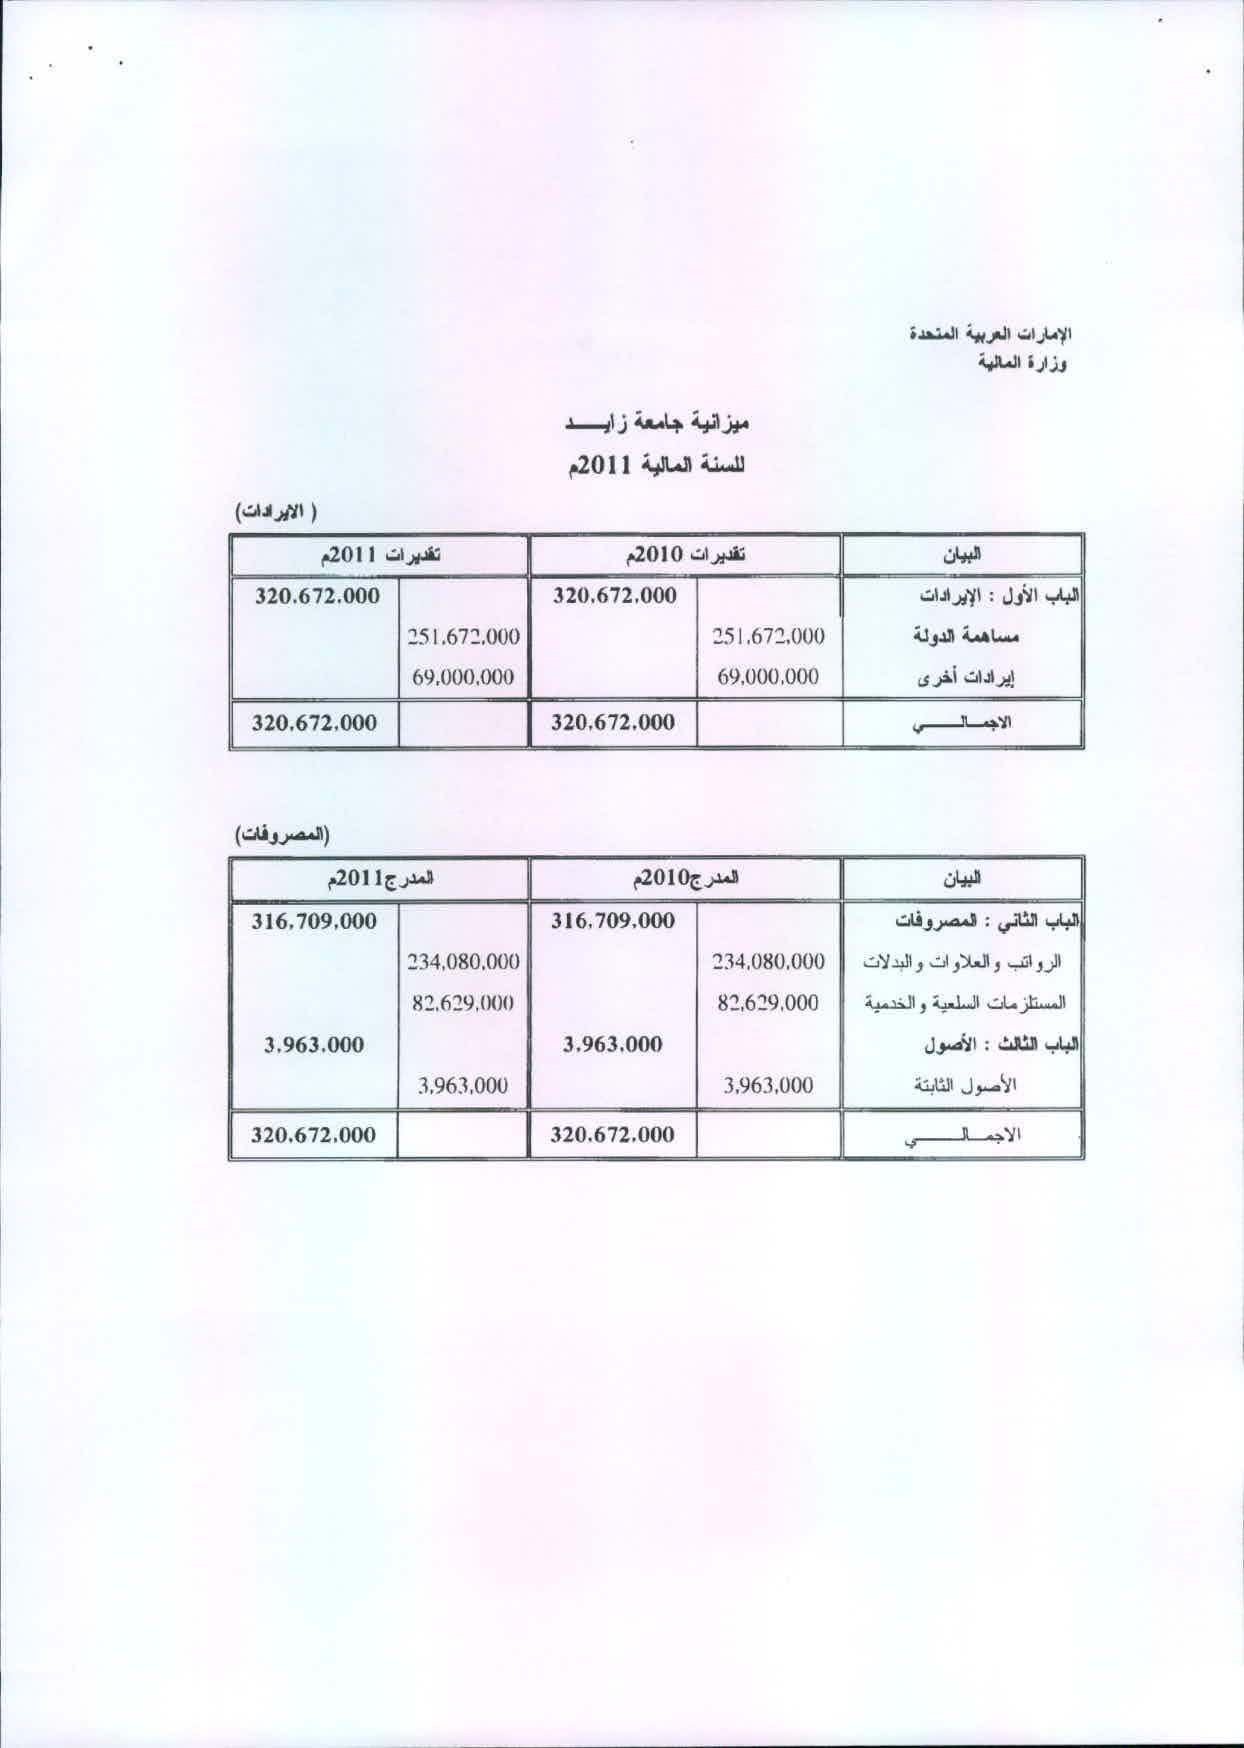 الإمارات العربية المتحدة
وزارة المالية
ميزانية جامعة زايــــد
للسنة المالية 2011م
( الايرادات)
البيان تقديرات 2010م تقديرات 2011م
الباب الأول : الإيرادات 320.672.000 320.672.000
مساهمة الدولة 251.672,000 251.672,000
إيرادات أخرى 69,000,000 69,000,000
الاجمـــالـــــــي 320,672,000 320.672.000
(المصروفات)
البيان المدرج2010م المدرج2011م
الباب الثاني : المصروفات 316,709,000 316,709,000
الرواتب والعلاوات والبدلات 234,080,000 234,080,000
المستلزمات السلعية والخدمية 82,629,000 82,629,000
الباب الثالث : الأصول 3,963,000 3,963,000
الأصول الثابتة 3,963,000 3,963,000
الاجمـــالـــــــي 320.672.000 320.672.000